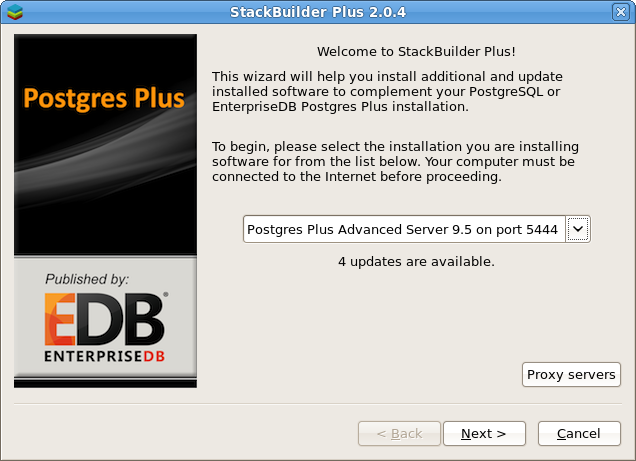 StackBuilder Plus 2.0.4
Postgres Plus
Published by:
EDB®
ENTERPRISEDB
Welcome to StackBuilder Plus!
This wizard will help you install additional and update
installed software to complement your PostgreSQL or
EnterpriseDB Postgres Plus installation.
To begin, please select the installation you are installing
software for from the list below. Your computer must be
connected to the Internet before proceeding.
Postgres Plus Advanced Server 9.5 on port 5444
4 updates are available.
Proxy servers
< Back
Next >
Cancel